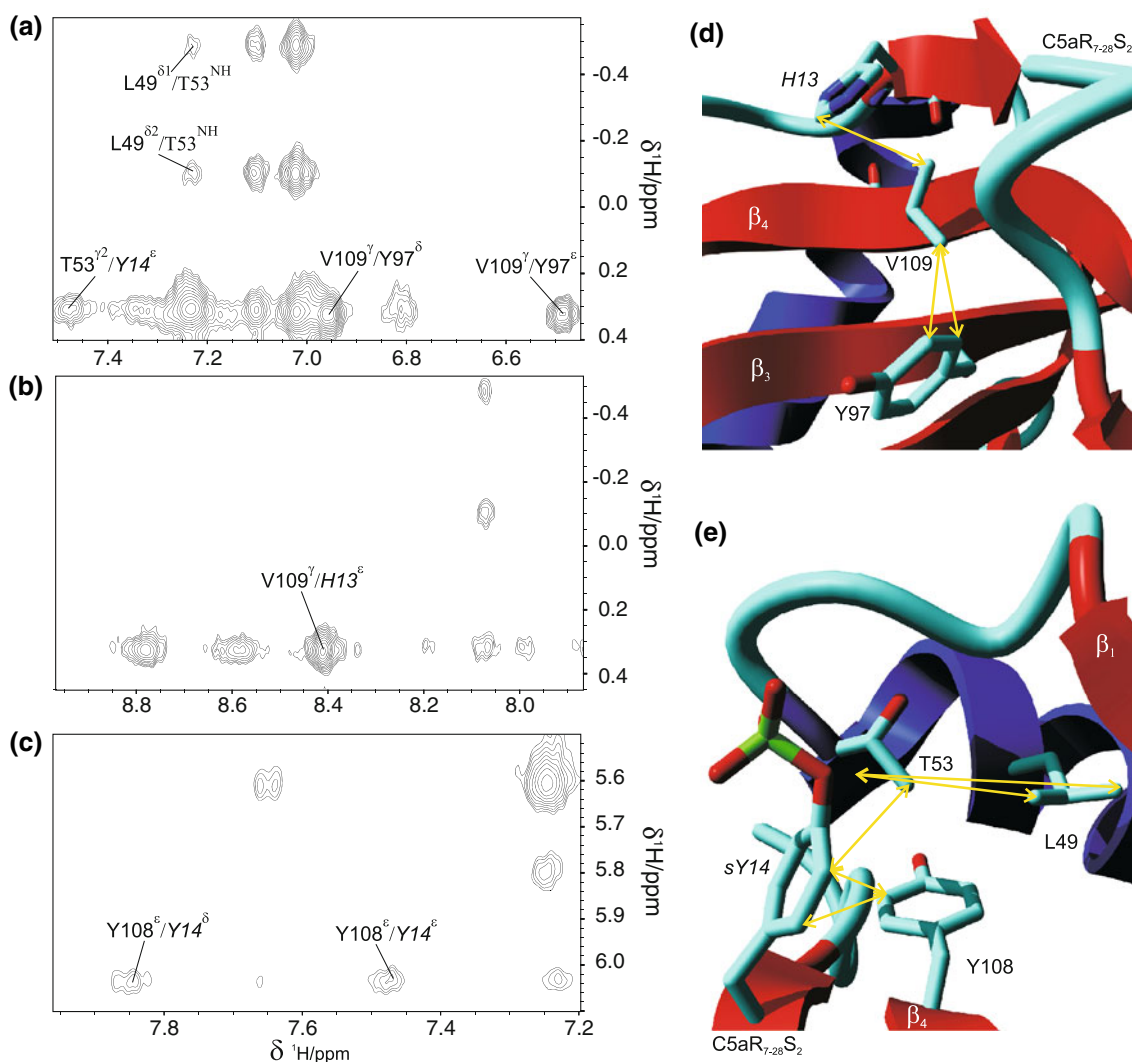 (a)
L49δ1/T53NH
L49δ2/T53NH
T53γ2/Y14ε
V109γ/Y97δ
V109γ/Y97ε
-0.4
-0.2
0.0
0.2
0.4
δ1H/ppm
7.4 7.2 7.0 6.8 6.6
(b)
V109γ/H13ε
-0.4
-0.2
0.0
0.2
0.4
δ1H/ppm
8.8 8.6 8.4 8.2 8.0
(c)
Y108ε/Y14δ
Y108ε/Y14ε
5.6
5.7
5.8
5.9
6.0
δ1H/ppm
7.8 7.6 7.4 7.2
δ 1H/ppm
(d)
C5aR7-28S2
H13
β4
V109
β3
Y97
(e)
β1
T53
L49
sY14
Y108
β4
C5aR7-28S2